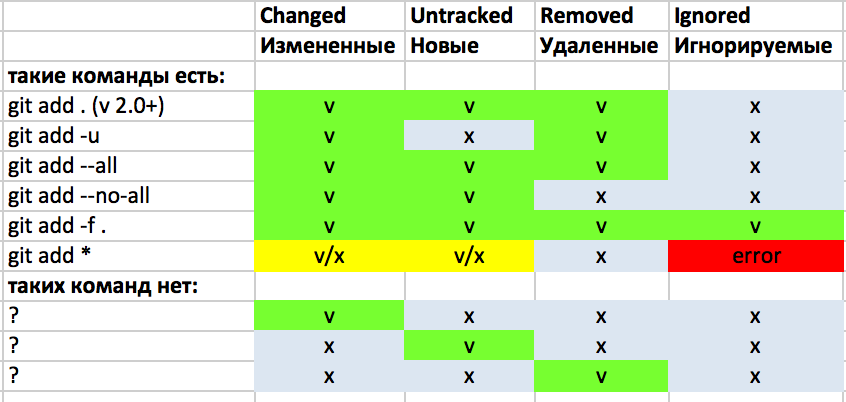 Changed Untracked Removed Ignored
Измененные Новые Удаленные Игнорируемые
такие команды есть:
git add . (v 2.0+) v v v x
git add -u v x v x
git add --all v v v x
git add --no-all v v x x
git add -f . v v v v
git add * v/x v/x x error
таких команд нет:
? v x x x
? x v x x
? x x v x